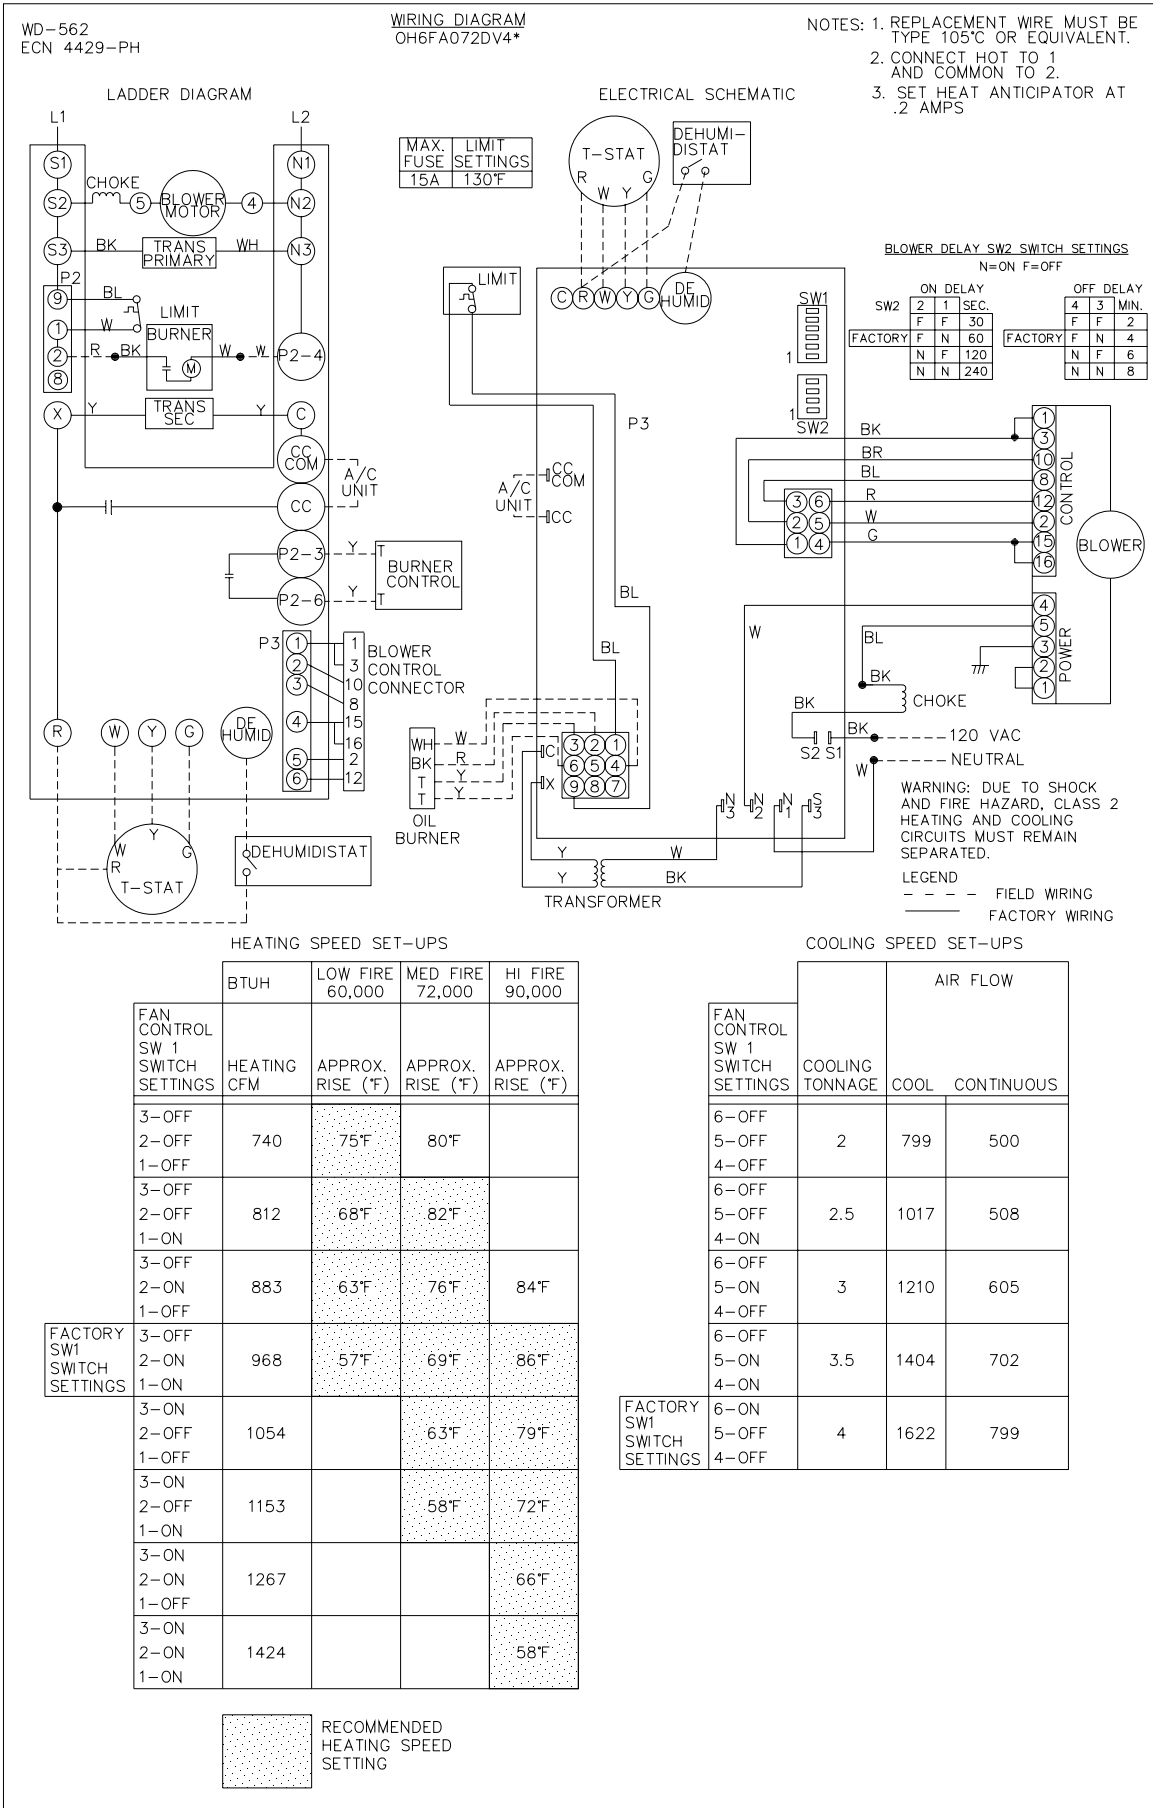 WD-562
ECN 4429-PH
WIRING DIAGRAM
OH6FA072DV4*
NOTES: 1. REPLACEMENT WIRE MUST BE
TYPE 105°C OR EQUIVALENT.
2. CONNECT HOT TO 1
AND COMMON TO 2.
3. SET HEAT ANTICIPATOR AT
.2 AMPS
LADDER DIAGRAM
L1 L2
S1 N1
CHOKE
S2 5 BLOWER MOTOR 4 N2
S3 BK TRANS PRIMARY WH N3
P2
9 BL
LIMIT
1 W
BURNER
2 R BK M W W P2-4
8
X Y TRANS SEC Y C
CC COM
A/C UNIT
CC
P2-3 Y T
BURNER CONTROL
P2-6 Y T
P3 1 1
2 3
3 10
8
4 15
16
5 2
6 12
BLOWER
CONTROL
CONNECTOR
R W Y G DE HUMID
W Y G
R
T-STAT
DEHUMIDISTAT
MAX. FUSE LIMIT SETTINGS
15A 130°F
ELECTRICAL SCHEMATIC
T-STAT
R W Y G
DEHUMI-
DISTAT
LIMIT
C R W Y G DE HUMID
SW1
1
1
SW2
P3
CC COM
A/C UNIT
CC
BL
BL
WH W
BK R
T Y
T Y
OIL
BURNER
C
X
3 2 1
6 5 4
9 8 7
N3 N2 N1 S3
Y W
Y BK
TRANSFORMER
BLOWER DELAY SW2 SWITCH SETTINGS
N=ON F=OFF
ON DELAY
SW2 2 1 SEC.
F F 30
FACTORY F N 60
N F 120
N N 240
OFF DELAY
4 3 MIN.
F F 2
FACTORY F N 4
N F 6
N N 8
BK
BR
BL
R
W
G
3 6
2 5
1 4
1
3
10
8
12
2
15
16
CONTROL
BLOWER
4
5
3
2
1
POWER
W
BL
BK
CHOKE
BK
S2 S1
BK 120 VAC
W NEUTRAL
WARNING: DUE TO SHOCK
AND FIRE HAZARD, CLASS 2
HEATING AND COOLING
CIRCUITS MUST REMAIN
SEPARATED.
LEGEND
FIELD WIRING
FACTORY WIRING
HEATING SPEED SET-UPS
BTUH LOW FIRE 60,000 MED FIRE 72,000 HI FIRE 90,000
FAN CONTROL SW 1 SWITCH SETTINGS HEATING CFM APPROX. RISE (°F) APPROX. RISE (°F) APPROX. RISE (°F)
3-OFF
2-OFF 740 75°F 80°F
1-OFF
3-OFF
2-OFF 812 68°F 82°F
1-ON
3-OFF
2-ON 883 63°F 76°F 84°F
1-OFF
FACTORY SW1 SWITCH SETTINGS
3-OFF
2-ON 968 57°F 69°F 86°F
1-ON
3-ON
2-OFF 1054 63°F 79°F
1-OFF
3-ON
2-OFF 1153 58°F 72°F
1-ON
3-ON
2-ON 1267 66°F
1-OFF
3-ON
2-ON 1424 58°F
1-ON
RECOMMENDED
HEATING SPEED
SETTING
COOLING SPEED SET-UPS
AIR FLOW
FAN CONTROL SW 1 SWITCH SETTINGS COOLING TONNAGE COOL CONTINUOUS
6-OFF
5-OFF 2 799 500
4-OFF
6-OFF
5-OFF 2.5 1017 508
4-ON
6-OFF
5-ON 3 1210 605
4-OFF
6-OFF
5-ON 3.5 1404 702
4-ON
FACTORY SW1 SWITCH SETTINGS
6-ON
5-OFF 4 1622 799
4-OFF